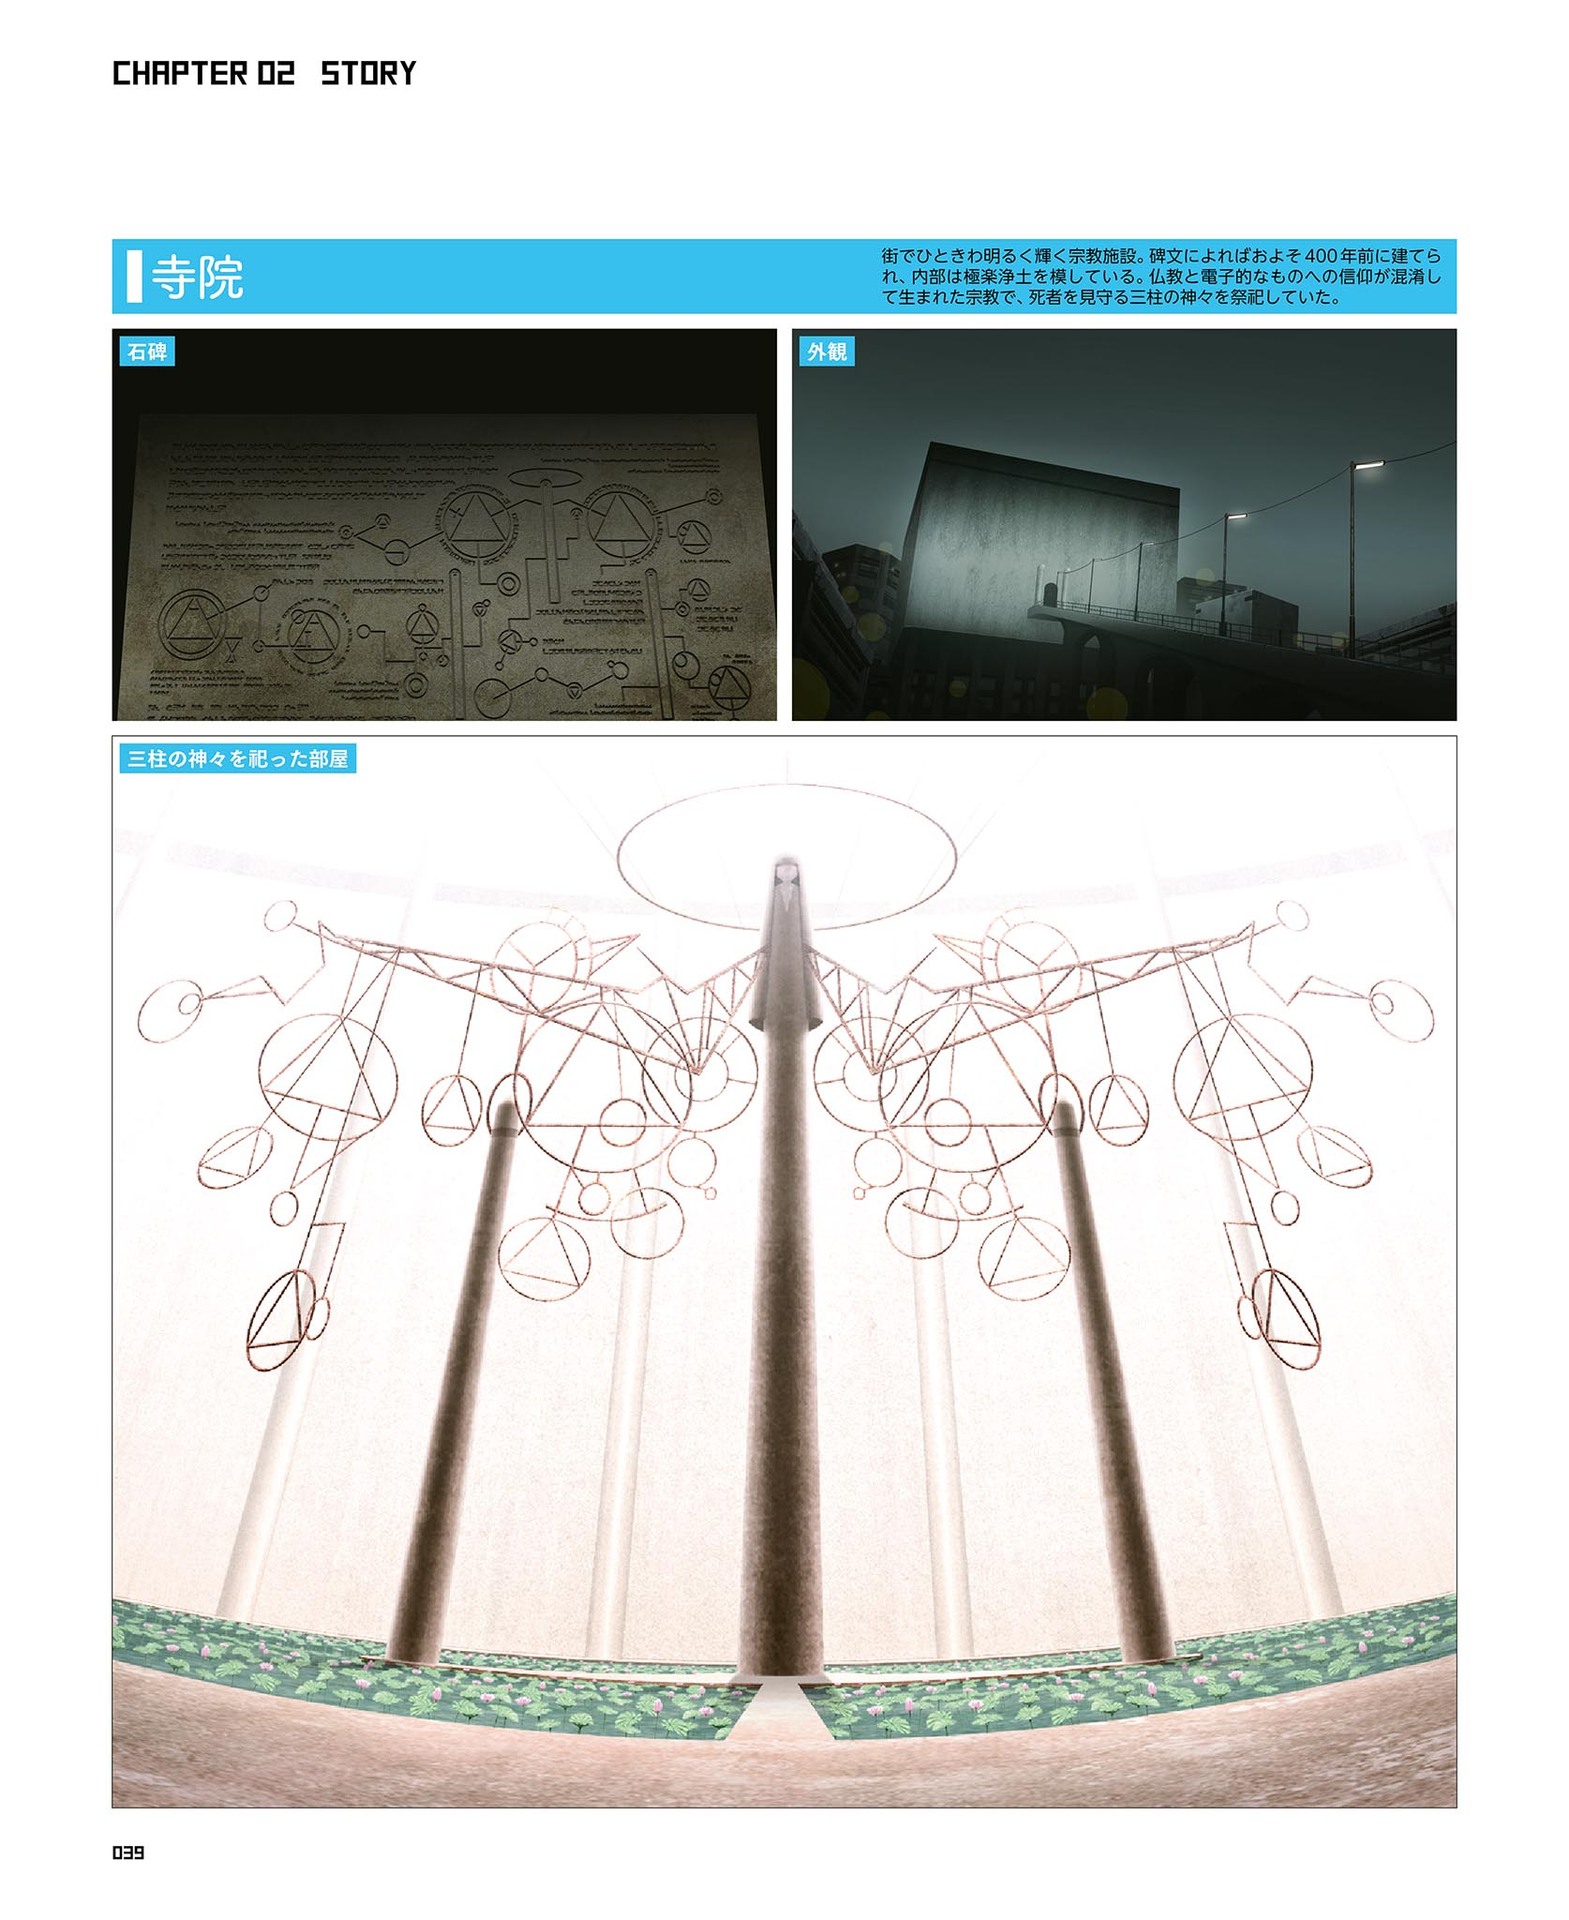 CHAPTER 02 STORY
寺院
街でひときわ明るく輝く宗教施設。碑文によればおよそ400年前に建てら
れ、内部は極楽浄土を模している。仏教と電子的なものへの信仰が混淆し
て生まれた宗教で、死者を見守る三柱の神々を祭祀していた。
石碑
外観
三柱の神々を祀った部屋
039